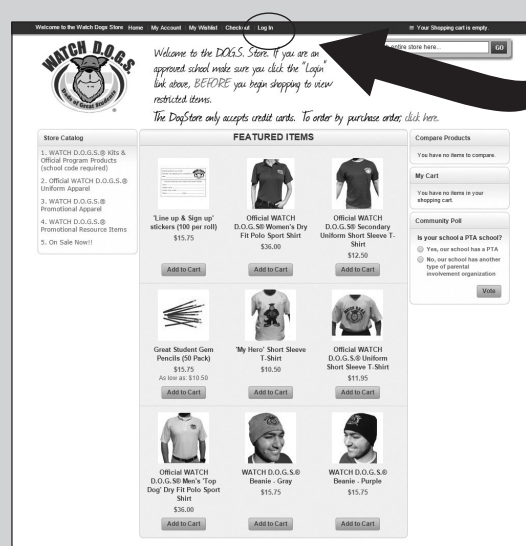 Welcome to the Watch Dogs Store Home My Account My Wishlist Checkout Log In
Your Shopping cart is empty.
entire store here...
GO
WATCH D.O.G.S.
Dads of Great Students
Welcome to the DOG.S. Store. If you are an
approved school make sure you click the "Login"
link above, BEFORE you begin shopping to view
restricted items.
The DogStore only accepts credit cards. To order by purchase order, click here.
Store Catalog
1. WATCH D.O.G.S.® Kits &
Official Program Products
(school code required)
2. Official WATCH D.O.G.S.®
Uniform Apparel
3. WATCH D.O.G.S.®
Promotional Apparel
4. WATCH D.O.G.S.®
Promotional Resource Items
5. On Sale Now!!
FEATURED ITEMS
'Line up & Sign up'
stickers (100 per roll)
$15.75
Add to Cart
Official WATCH
D.O.G.S® Women's Dry
Fit Polo Sport Shirt
$36.00
Add to Cart
Official WATCH
D.O.G.S.® Secondary
Uniform Short Sleeve T-
Shirt
$12.50
Add to Cart
Great Student Gem
Pencils (50 Pack)
$15.75
As low as: $10.50
Add to Cart
'My Hero' Short Sleeve
T-Shirt
$10.50
Add to Cart
Official WATCH
D.O.G.S.® Uniform
Short Sleeve T-Shirt
$11.95
Add to Cart
Official WATCH
D.O.G.S® Men's 'Top
Dog' Dry Fit Polo Sport
Shirt
$36.00
Add to Cart
WATCH D.O.G.S.®
Beanie - Gray
$15.75
Add to Cart
WATCH D.O.G.S.®
Beanie - Purple
$15.75
Add to Cart
Compare Products
You have no items to compare.
My Cart
You have no items in your
shopping cart.
Community Poll
Is your school a PTA school?
Yes, our school has a PTA
No, our school has another
type of parental
involvement organization
Vote